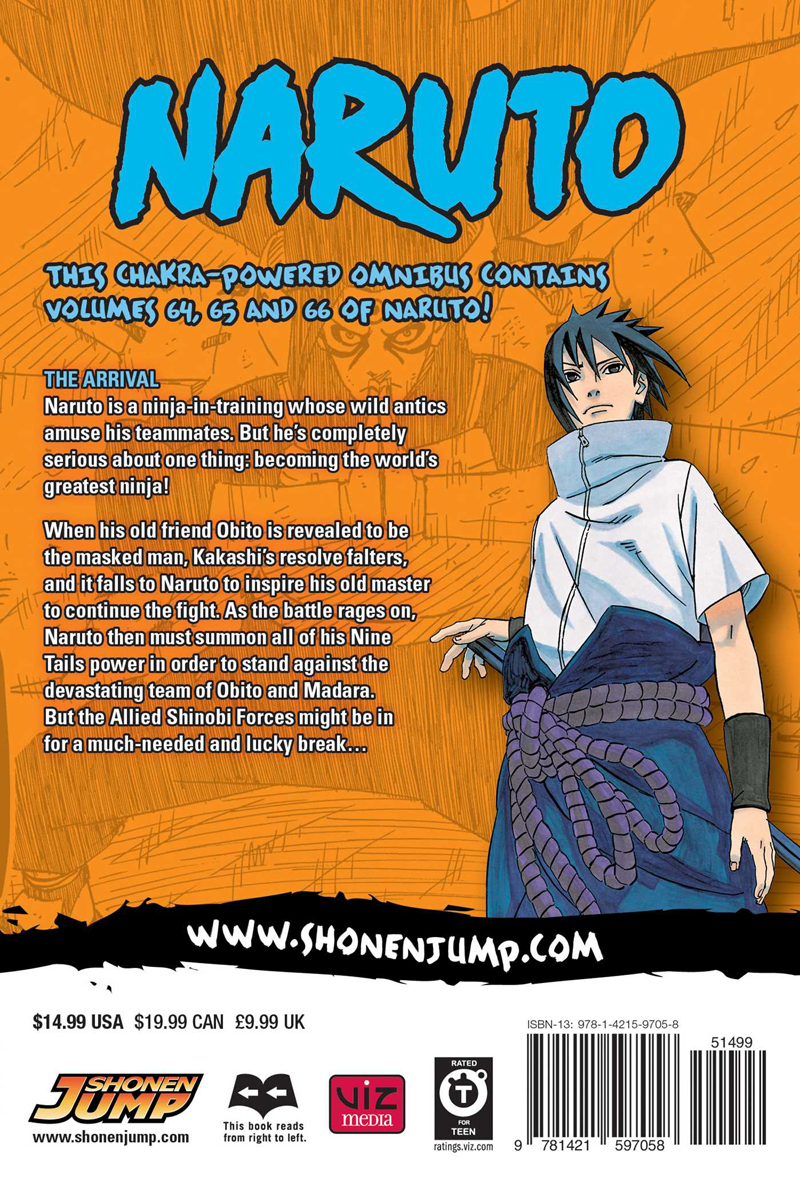 NARUTO
THIS CHAKRA-POWERED OMNIBUS CONTAINS
VOLUMES 64, 65 AND 66 OF NARUTO!
THE ARRIVAL
Naruto is a ninja-in-training whose wild antics
amuse his teammates. But he's completely
serious about one thing: becoming the world's
greatest ninja!
When his old friend Obito is revealed to be
the masked man, Kakashi's resolve falters,
and it falls to Naruto to inspire his old master
to continue the fight. As the battle rages on,
Naruto then must summon all of his Nine
Tails power in order to stand against the
devastating team of Obito and Madara.
But the Allied Shinobi Forces might be in
for a much-needed and lucky break...
WWW.SHONENJUMP.COM
$14.99 USA $19.99 CAN £9.99 UK
SHONEN
JUMP
www.shonenjump.com
This book reads
from right to left.
VIZ
MEDIA
RATED
T
FOR
TEEN
ratings.viz.com
ISBN-13: 978-1-4215-9705-8
51499
9 781421 597058